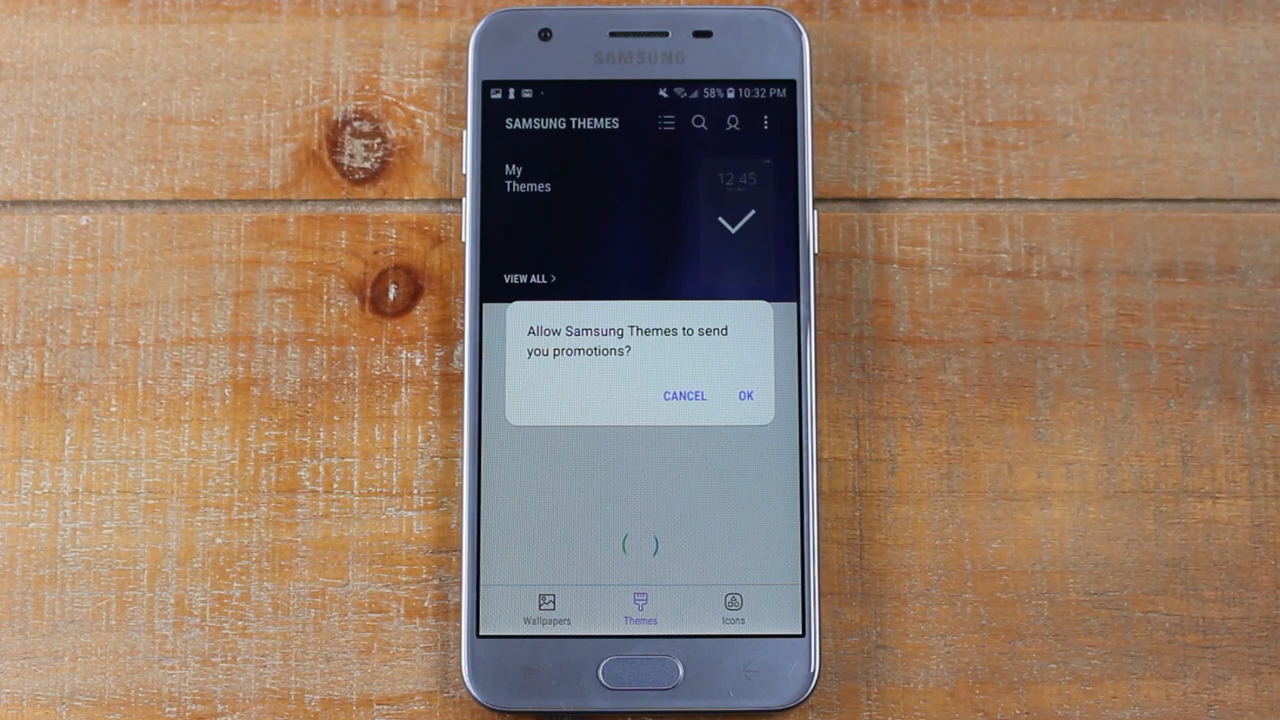 SAMSUNG
58% 10:32 PM
SAMSUNG THEMES
My
Themes
12 45
VIEW ALL >
Allow Samsung Themes to send
you promotions?
CANCEL OK
Wallpapers Themes Icons